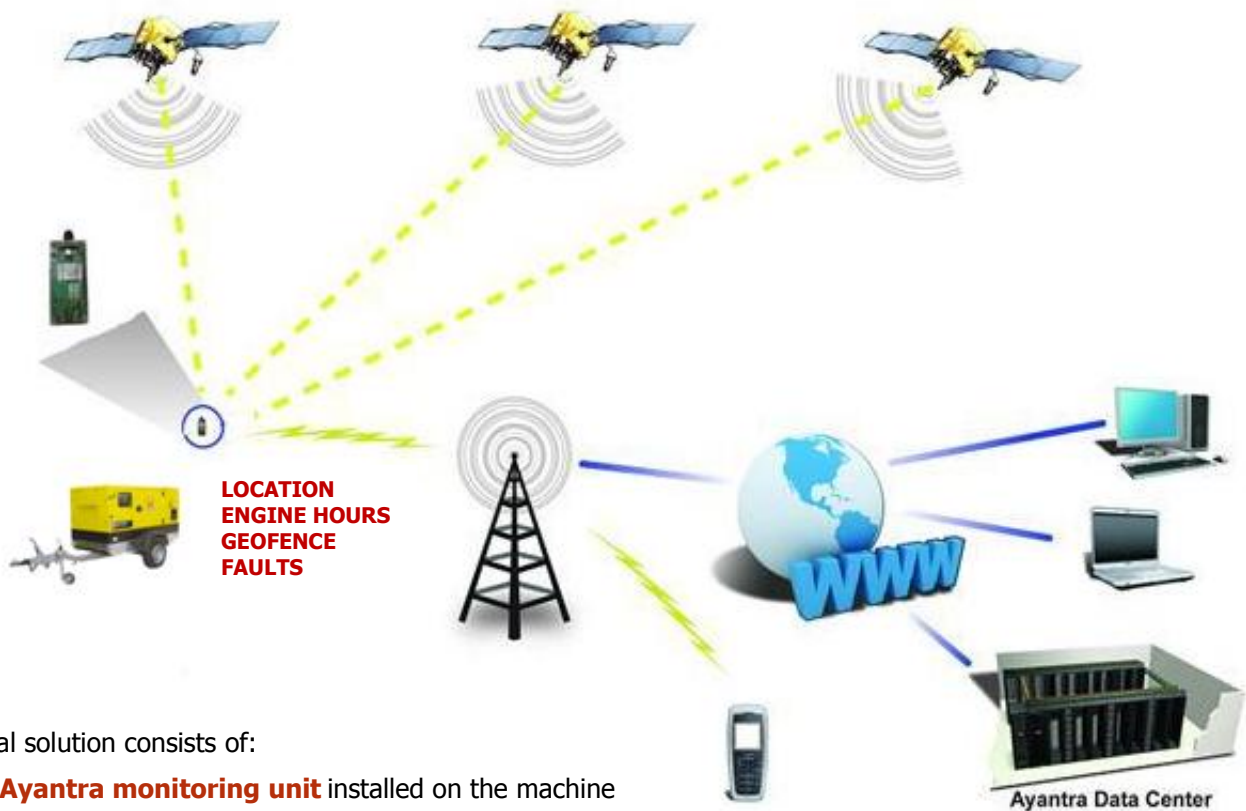 LOCATION
ENGINE HOURS
GEOFENCE
FAULTS
WWW
al solution consists of:
Ayantra monitoring unit installed on the machine
Ayantra Data Center